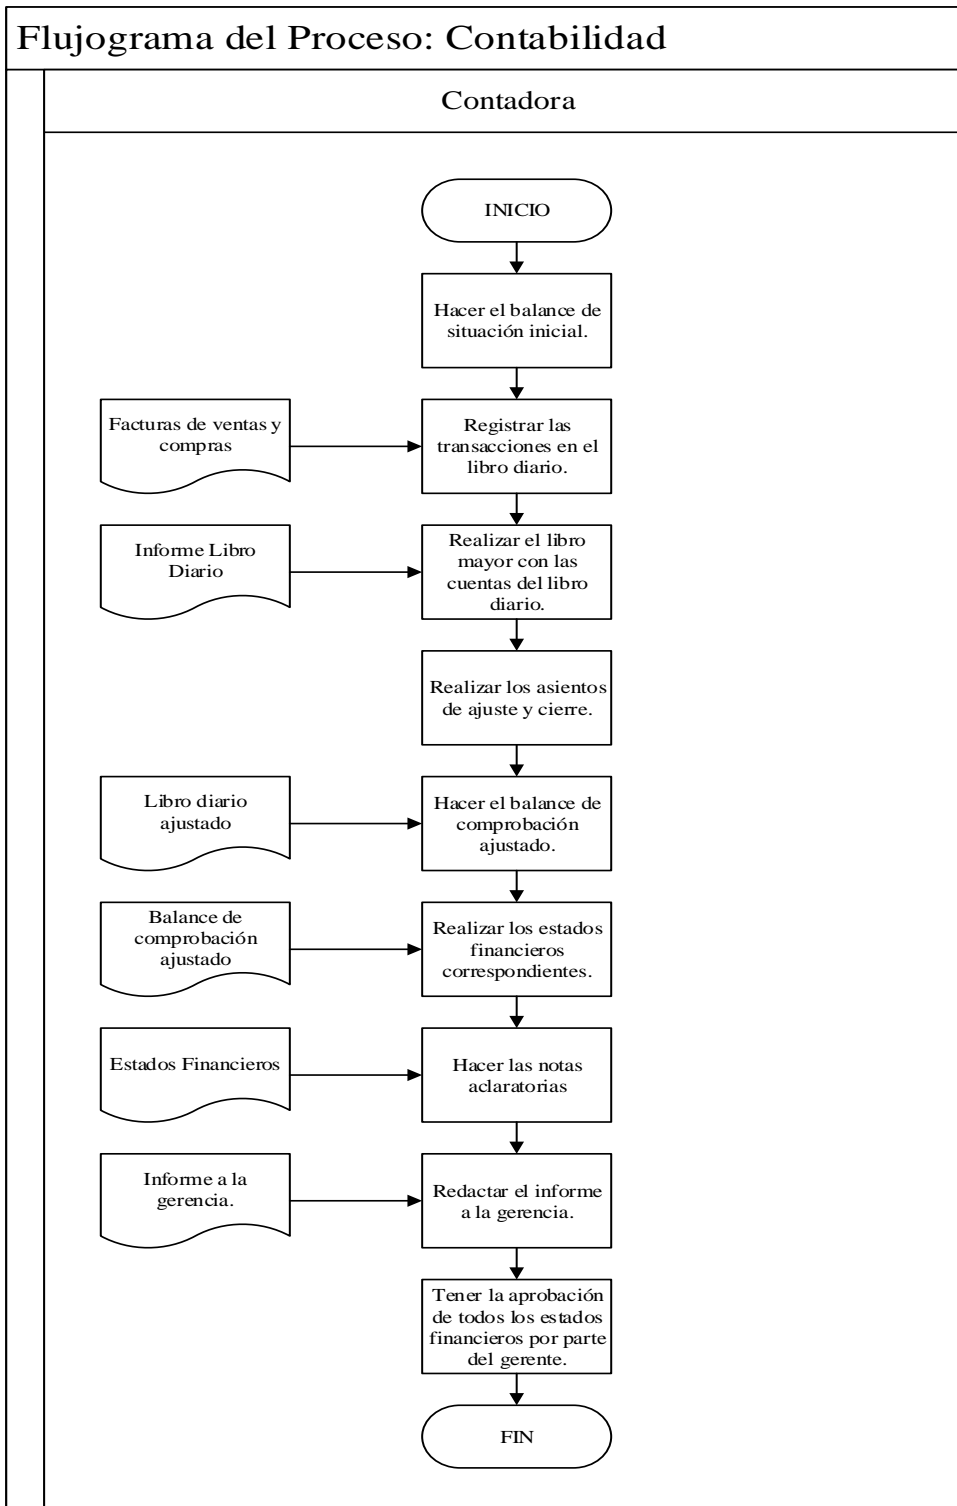 Flujograma del Proceso: Contabilidad
Contadora
INICIO
Hacer el balance de
situación inicial.
Facturas de ventas y
compras
Registrar las
transacciones en el
libro diario.
Informe Libro
Diario
Realizar el libro
mayor con las
cuentas del libro
diario.
Realizar los asientos
de ajuste y cierre.
Libro diario
ajustado
Hacer el balance de
comprobación
ajustado.
Balance de
comprobación
ajustado
Realizar los estados
financieros
correspondientes.
Estados Financieros
Hacer las notas
aclaratorias
Informe a la
gerencia.
Redactar el informe
a la gerencia.
Tener la aprobación
de todos los estados
financieros por parte
del gerente.
FIN